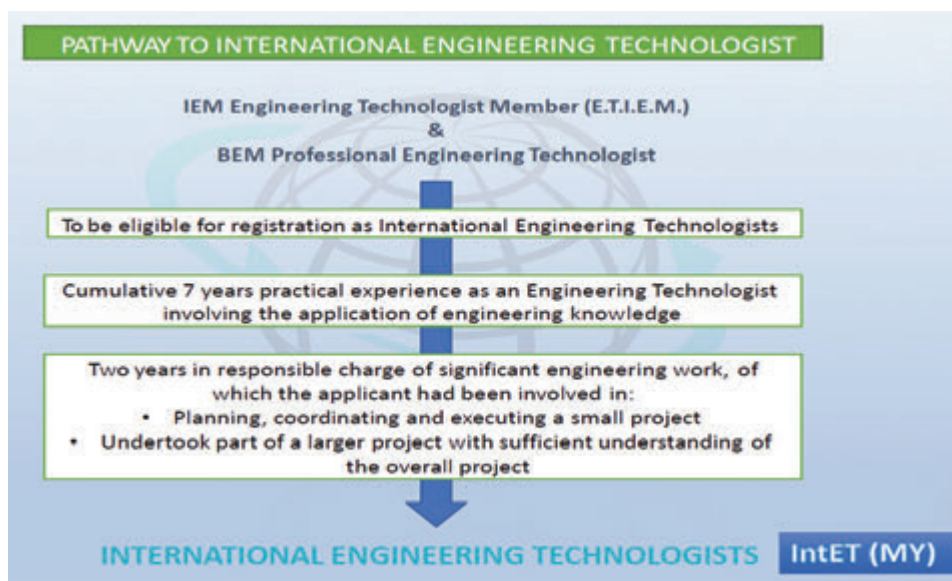 PATHWAY TO INTERNATIONAL ENGINEERING TECHNOLOGIST
IEM Engineering Technologist Member (E.T.I.E.M.)
&
BEM Professional Engineering Technologist
To be eligible for registration as International Engineering Technologists
Cumulative 7 years practical experience as an Engineering Technologist
involving the application of engineering knowledge
Two years in responsible charge of significant engineering work, of
which the applicant had been involved in:
• Planning, coordinating and executing a small project
• Undertook part of a larger project with sufficient understanding of
the overall project
INTERNATIONAL ENGINEERING TECHNOLOGISTS IntET (MY)